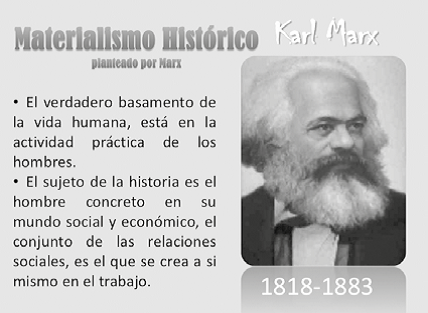 Materialismo Histórico
planteado por Marx
Karl Marx
• El verdadero basamento de
la vida humana, está en la
actividad práctica de los
hombres.
• El sujeto de la historia es el
hombre concreto en su
mundo social y económico, el
conjunto de las relaciones
sociales, es el que se crea a si
mismo en el trabajo.
1818-1883